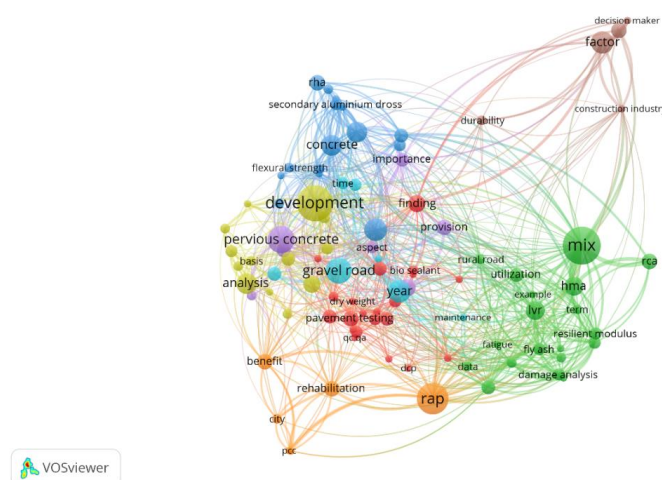 decision maker
factor
rha
secondary aluminium dross
construction industr
durability
concrete
importance
flexural strength
time
development
finding
provision
pervious concrete
aspect
mix
basis
gravel road
bio sealant
rural road
rca
analysis
year
utilization
hma
dry weight
example
pavement testing
maintenance
lvr
term
qc qa
fatigue
resilient modulus
fly ash
benefit
dcp
data
damage analysis
rehabilitation
rap
city
pcc
VOSviewer